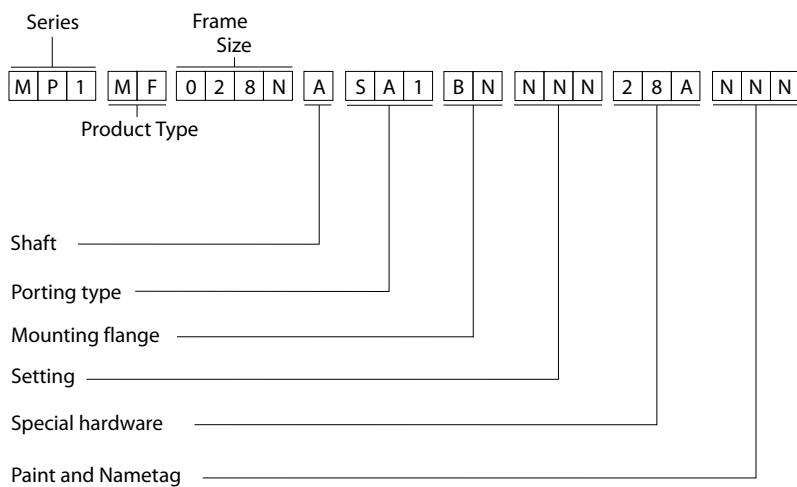 Series
Frame
Size
M P 1 M F 0 2 8 N A S A 1 B N N N N 2 8 A N N N
Product Type
Shaft
Porting type
Mounting flange
Setting
Special hardware
Paint and Nametag